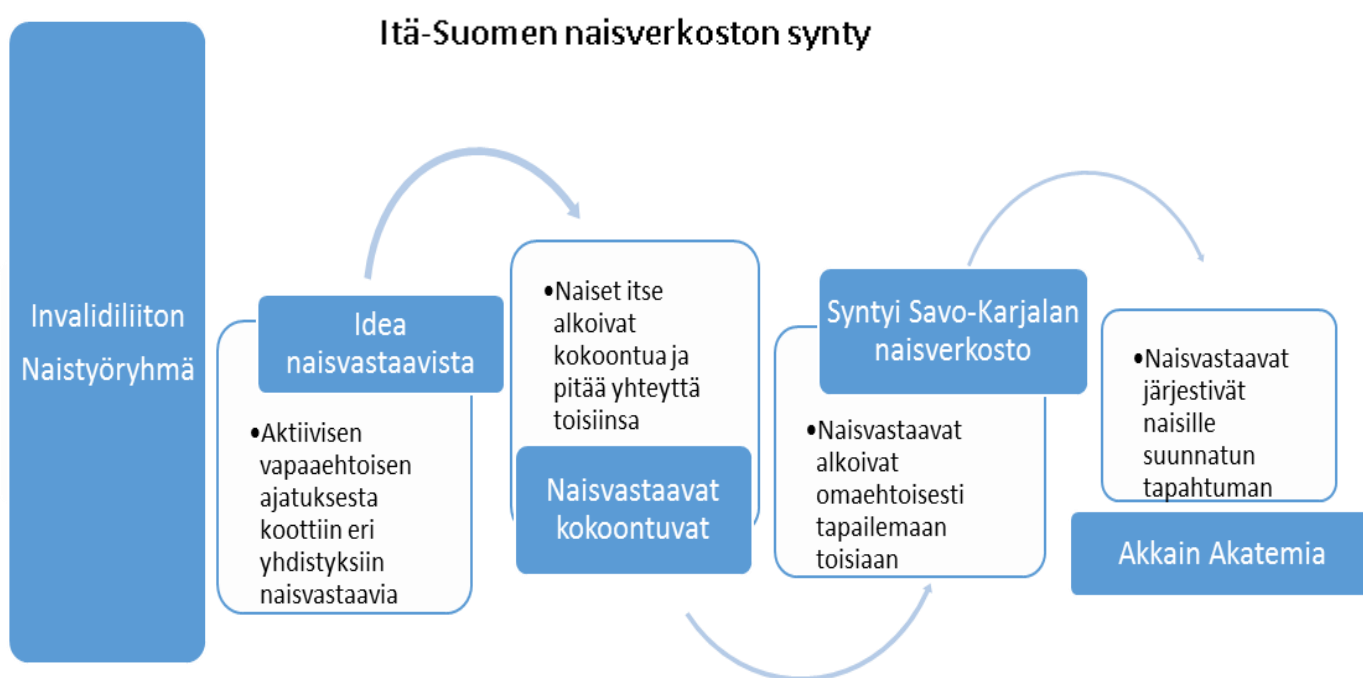 Itä-Suomen naisverkoston synty
Invalidiliiton
Naistyöryhmä
Idea
naisvastaavista
•Aktiivisen
vapaaehtoisen
ajatuksesta
koottiin eri
yhdistyksiin
naisvastaavia
•Naiset itse
alkoivat
kokoontua ja
pitää yhteyttä
toisiinsa
Naisvastaavat
kokoontuvat
Syntyi Savo-Karjalan
naisverkosto
•Naisvastaavat
alkoivat
omaehtoisesti
tapailemaan
toisiaan
•Naisvastaavat
järjestivät
naisille
suunnatun
tapahtuman
Akkain Akatemia